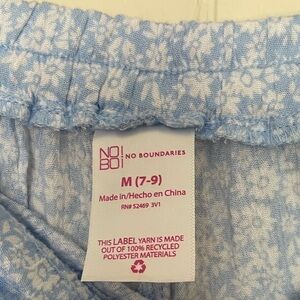 NO!
BO! NO BOUNDARIES
M (7-9)
Made in/Hecho en China
RN# 52469 3V1
THIS LABEL YARN IS MADE
OUT OF 100% RECYCLED
POLYESTER MATERIALS